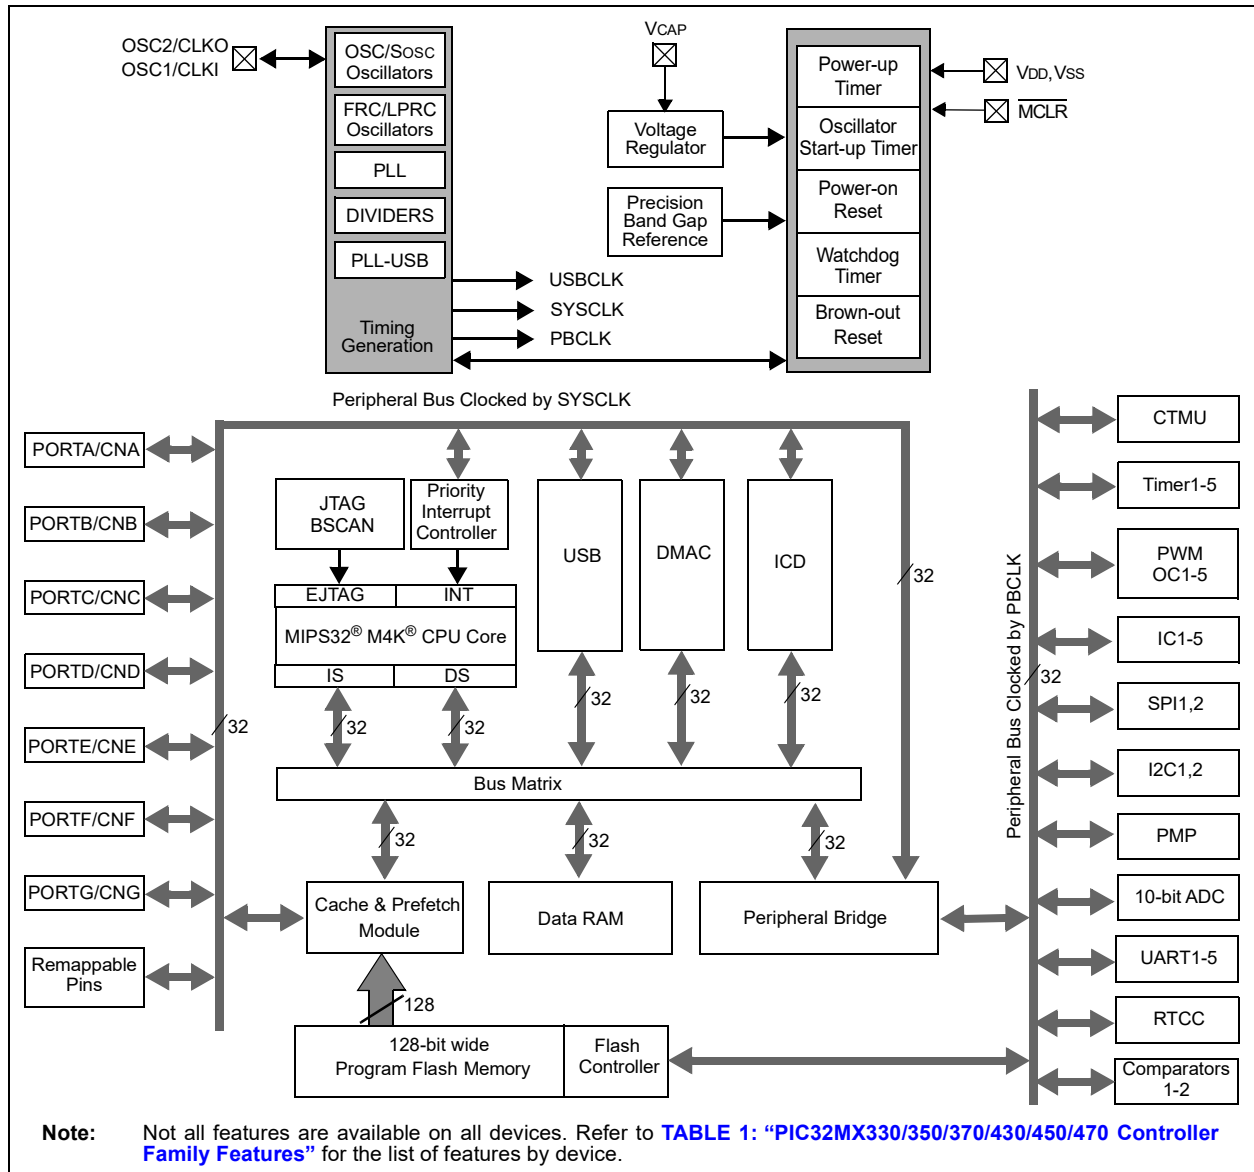 OSC2/CLKO
OSC1/CLKI
OSC/SOSC
Oscillators
FRC/LPRC
Oscillators
PLL
DIVIDERS
PLL-USB
Timing
Generation
USBCLK
SYSCLK
PBCLK
VCAP
Voltage
Regulator
Precision
Band Gap
Reference
Power-up
Timer
Oscillator
Start-up Timer
Power-on
Reset
Watchdog
Timer
Brown-out
Reset
VDD, VSS
MCLR
Peripheral Bus Clocked by SYSCLK
PORTA/CNA
PORTB/CNB
PORTC/CNC
PORTD/CND
PORTE/CNE
PORTF/CNF
PORTG/CNG
Remappable
Pins
32
JTAG
BSCAN
Priority
Interrupt
Controller
EJTAG
INT
MIPS32® M4K® CPU Core
IS
DS
USB
DMAC
ICD
32
32
32
32
32
32
Bus Matrix
32
32
32
Cache & Prefetch
Module
Data RAM
Peripheral Bridge
128
128-bit wide
Program Flash Memory
Flash
Controller
Peripheral Bus Clocked by PBCLK
32
CTMU
Timer1-5
PWM
OC1-5
IC1-5
SPI1,2
I2C1,2
PMP
10-bit ADC
UART1-5
RTCC
Comparators
1-2
Note: Not all features are available on all devices. Refer to TABLE 1: “PIC32MX330/350/370/430/450/470 Controller
Family Features” for the list of features by device.